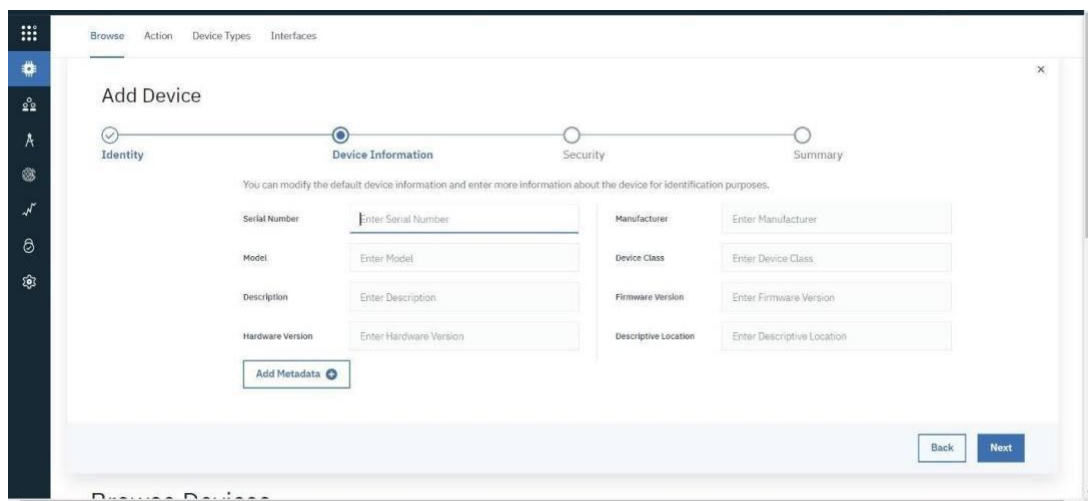 Browse Action Device Types Interfaces
Add Device
Identity Device Information Security Summary
You can modify the default device information and enter more information about the device for identification purposes.
Serial Number Enter Serial Number Manufacturer Enter Manufacturer
Model Enter Model Device Class Enter Device Class
Description Enter Description Firmware Version Enter Firmware Version
Hardware Version Enter Hardware Version Descriptive Location Enter Descriptive Location
Add Metadata
Back Next
Browse Devices